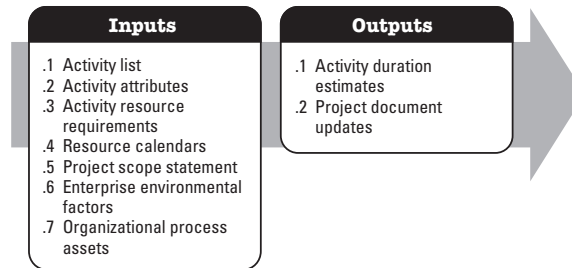 Inputs
.1 Activity list
.2 Activity attributes
.3 Activity resource
requirements
.4 Resource calendars
.5 Project scope statement
.6 Enterprise environmental
factors
.7 Organizational process
assets
Outputs
.1 Activity duration
estimates
.2 Project document
updates